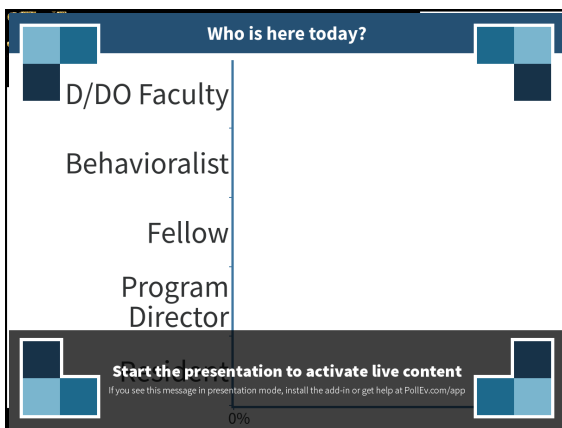 Who is here today?
D/DO Faculty
Behavioralist
Fellow
Program
Director
Resident
Start the presentation to activate live content
If you see this message in presentation mode, install the add-in or get help at PollEv.com/app
0%